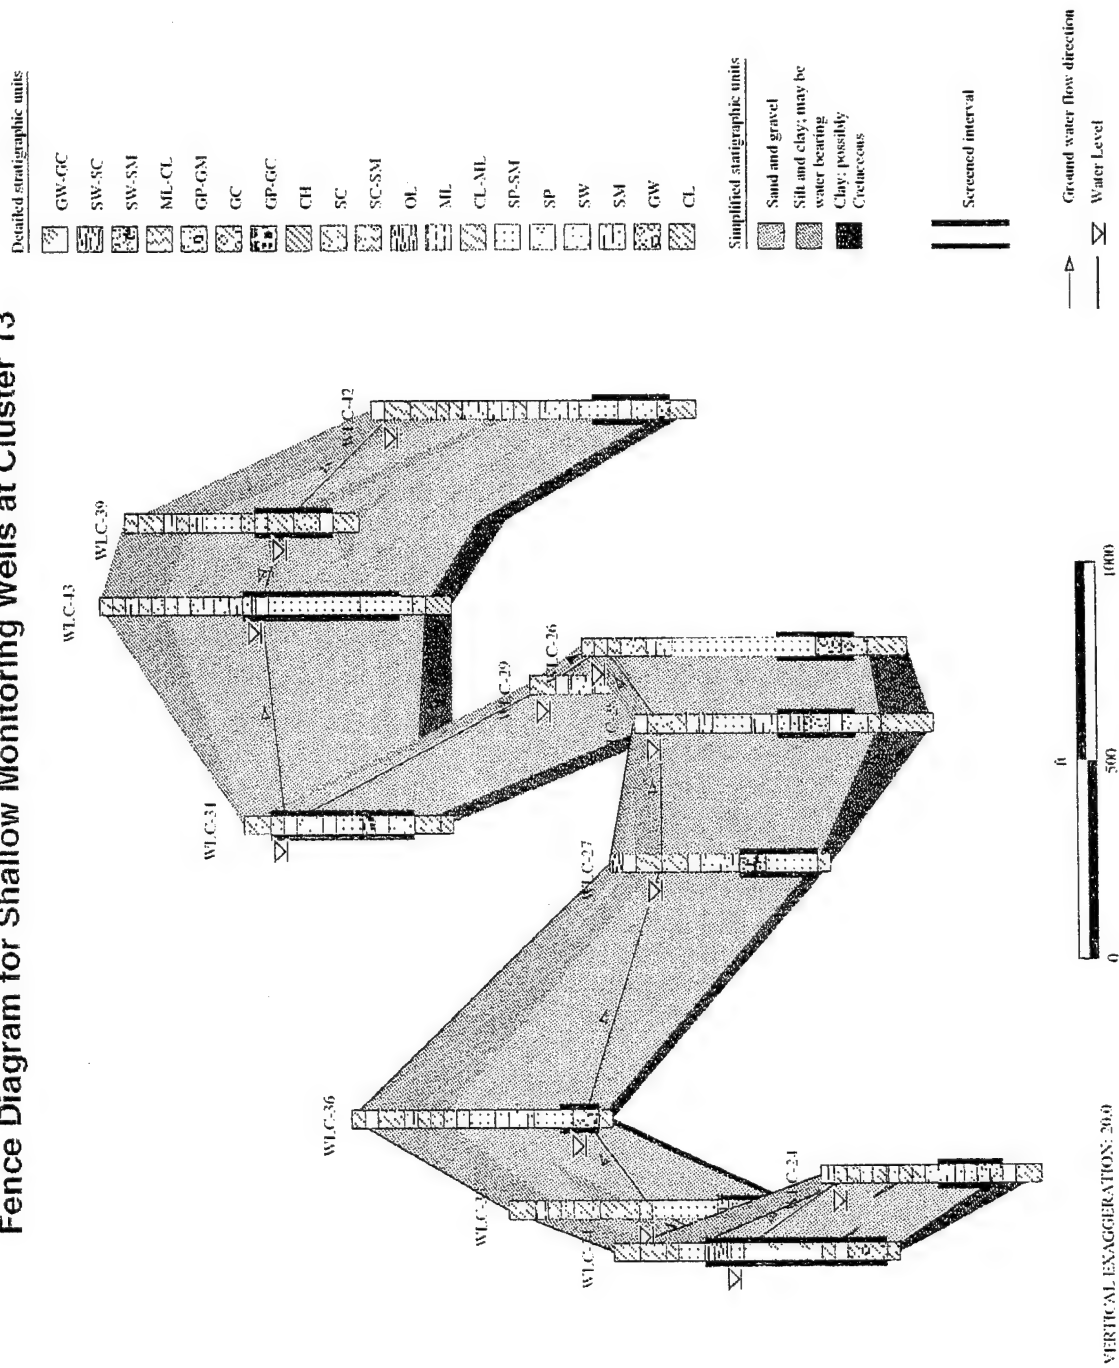 Fence Diagram for Shallow Monitoring Wells at Cluster 13
Detailed stratigraphic units
GW-GC
SW-SC
SW-SM
ML-CL
GP-GM
GC
GP-GC
CH
SC
SC-SM
OL
ML
CL-ML
SP-SM
SP
SW
SM
GW
CL
Simplified statigraphic units
Sand and gravel
Silt and clay; may be
water bearing
Clay; possibly
Cretaceous
Screened interval
Ground water flow direction
Water Level
WLC-43
WLC-39
WLC-42
WLC-34
WLC-26
WLC-27
WLC-36
VERTICAL EXAGGERATION: 20.0
ft
0
500
1000